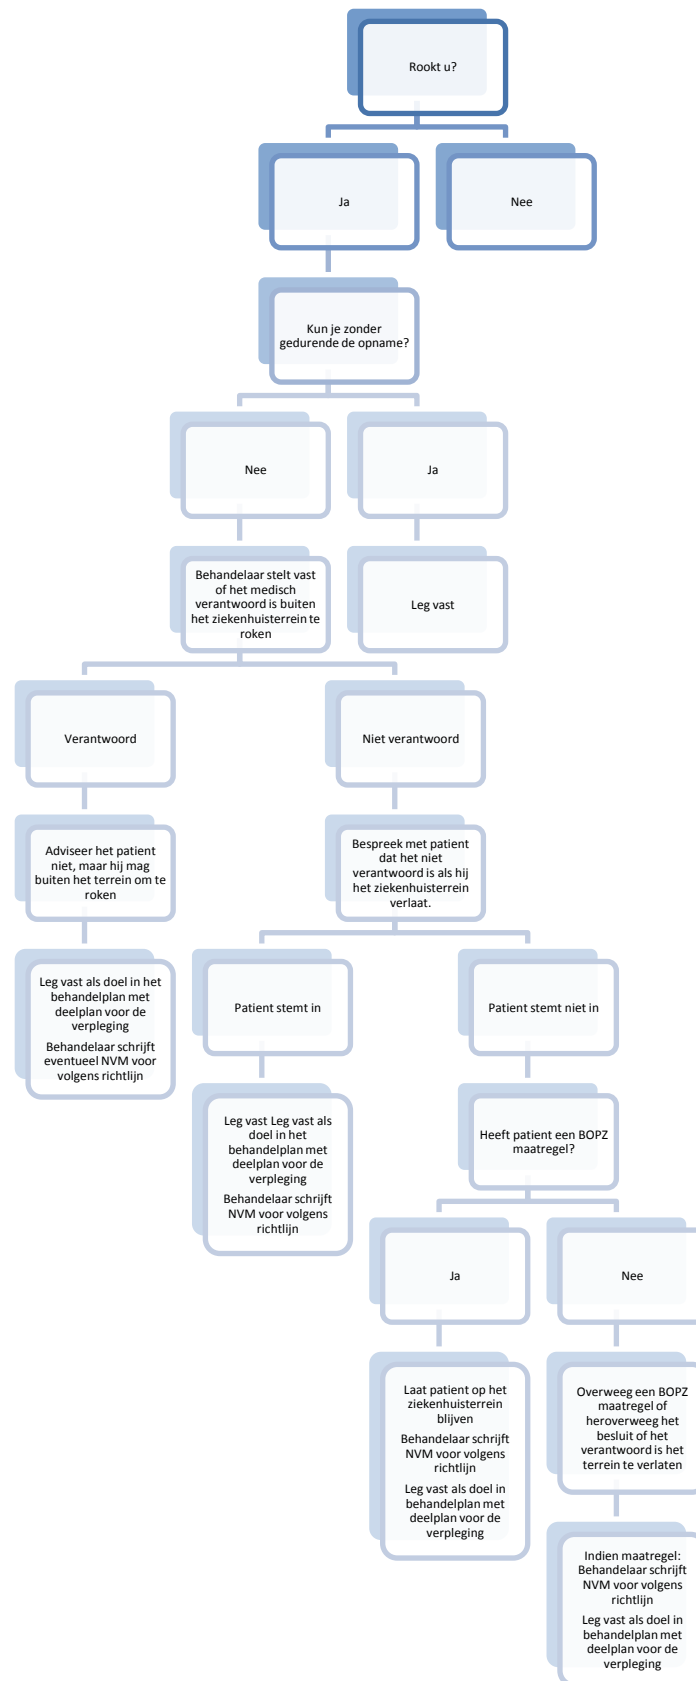 Rookt u?
Ja
Nee
Kun je zonder
gedurende de opname?
Nee
Ja
Behandelaar stelt vast
of het medisch
verantwoord is buiten
het ziekenhuisterrein te
roken
Leg vast
Verantwoord
Niet verantwoord
Adviseer het patient
niet, maar hij mag
buiten het terrein om te
roken
Bespreek met patient
dat het niet
verantwoord is als hij
het ziekenhuisterrein
verlaat.
Leg vast als doel in het
behandelplan met
deelplan voor de
verpleging
Behandelaar schrijft
eventueel NVM voor
volgens richtlijn
Patient stemt in
Patient stemt niet in
Leg vast Leg vast als
doel in het
behandelplan met
deelplan voor de
verpleging
Behandelaar schrijft
NVM voor volgens
richtlijn
Heeft patient een BOPZ
maatregel?
Ja
Nee
Laat patient op het
ziekenhuisterrein
blijven
Behandelaar schrijft
NVM voor volgens
richtlijn
Leg vast als doel in
behandelplan met
deelplan voor de
verpleging
Overweeg een BOPZ
maatregel of
heroverweeg het
besluit of het
verantwoord is het
terrein te verlaten
Indien maatregel:
Behandelaar schrijft
NVM voor volgens
richtlijn
Leg vast als doel in
behandelplan met
deelplan voor de
verpleging